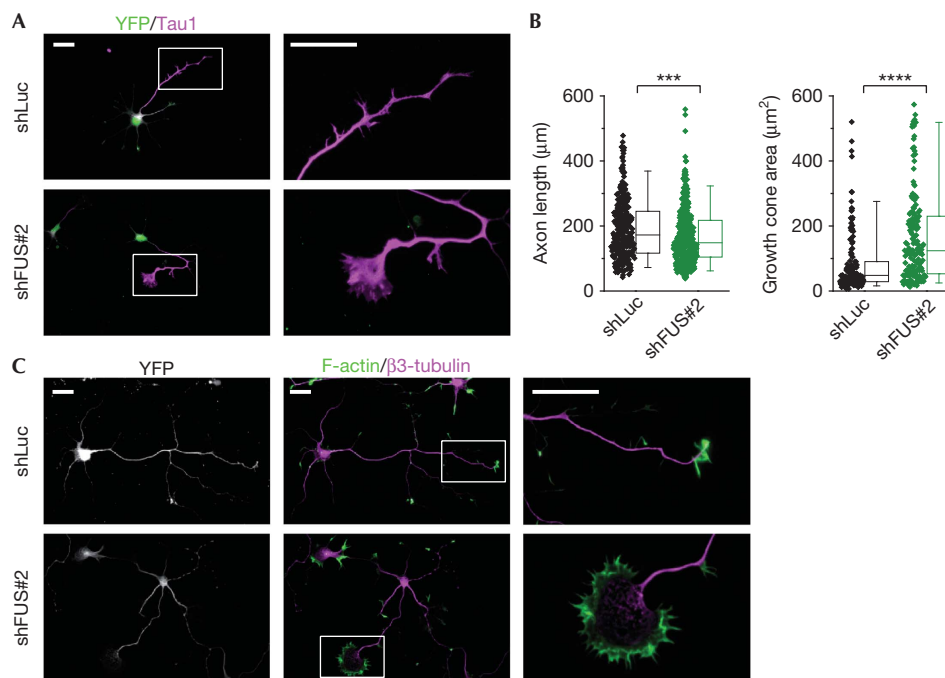 A
YFP/Tau1
shLuc
shFUS#2
B
***
600
400
200
0
Axon length (μm)
shLuc
shFUS#2
****
600
400
200
0
Growth cone area (μm²)
shLuc
shFUS#2
C
YFP
F-actin/β3-tubulin
shLuc
shFUS#2